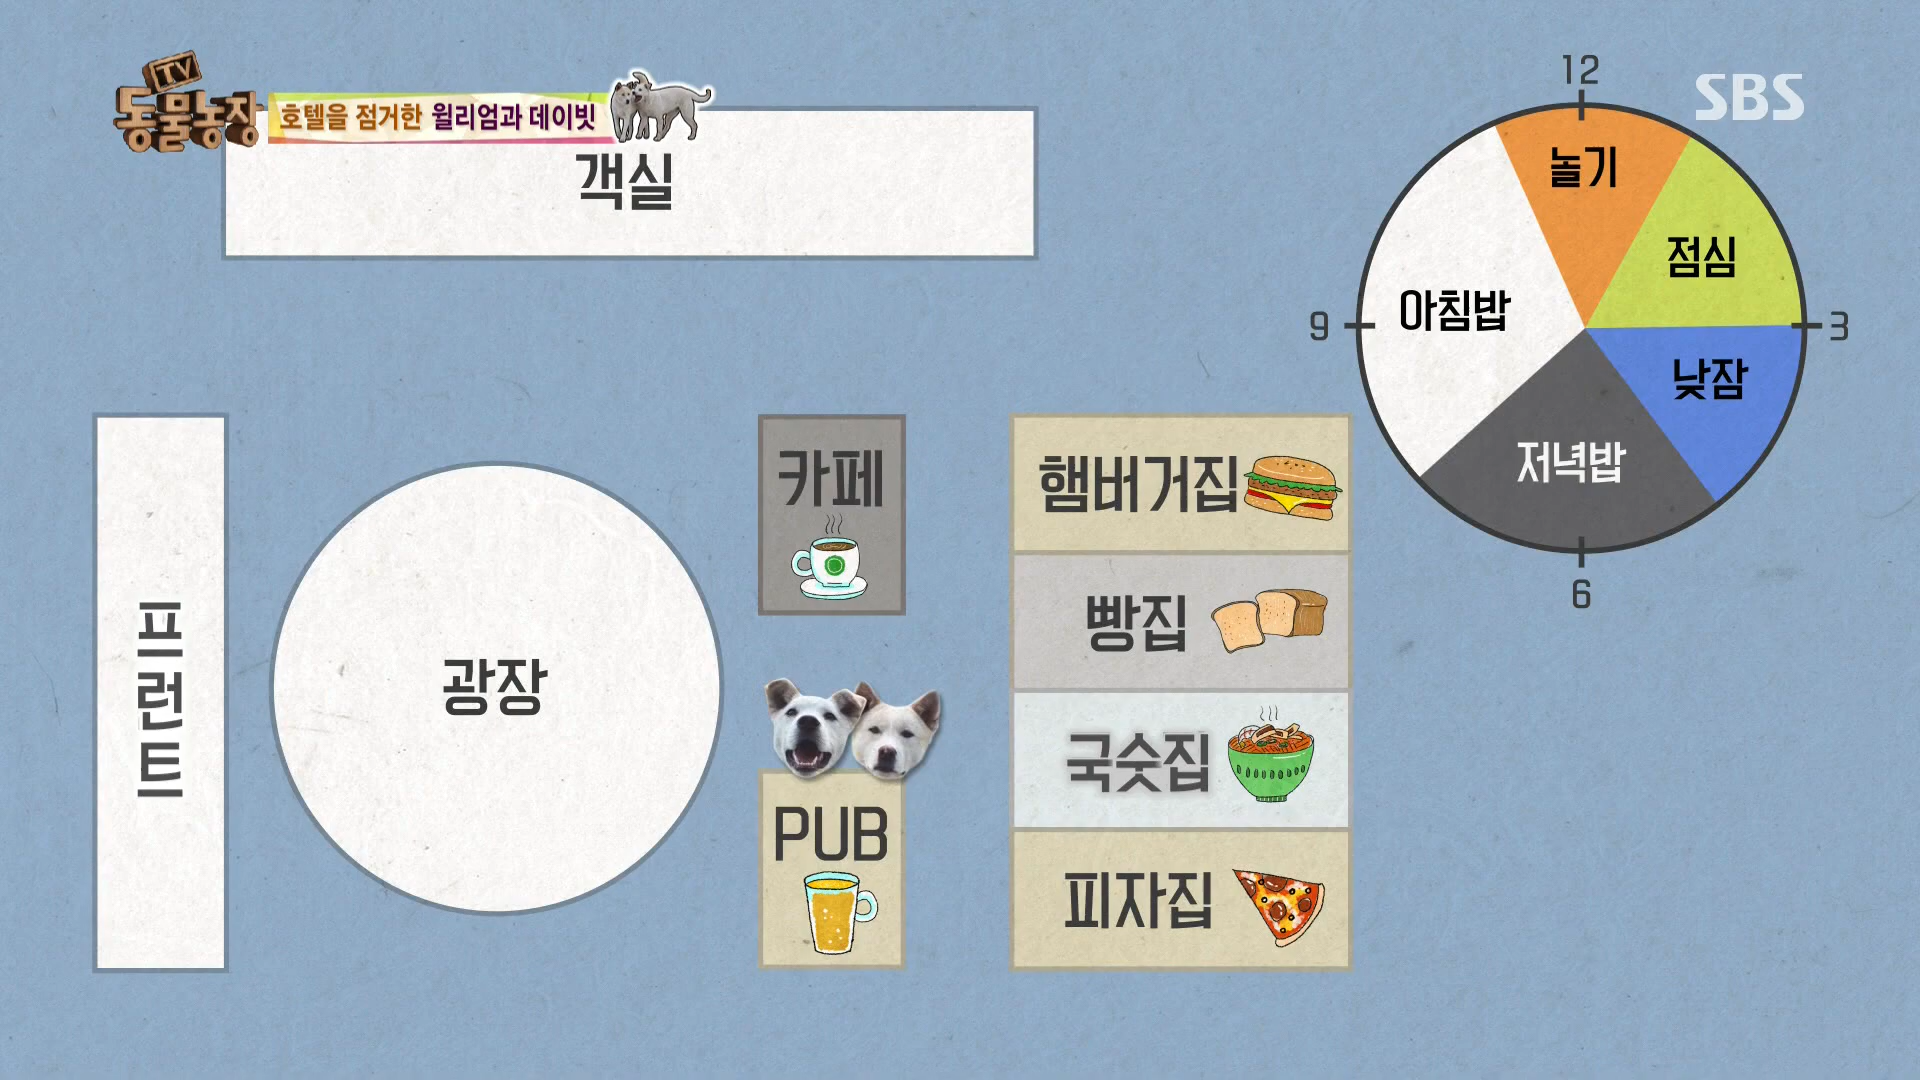 TV
동물농장
호텔을 점거한 윌리엄과 데이빗
SBS
객실
프런트
광장
카페
PUB
햄버거집
빵집
국숫집
피자집
12
3
6
9
놀기
점심
낮잠
저녁밥
아침밥